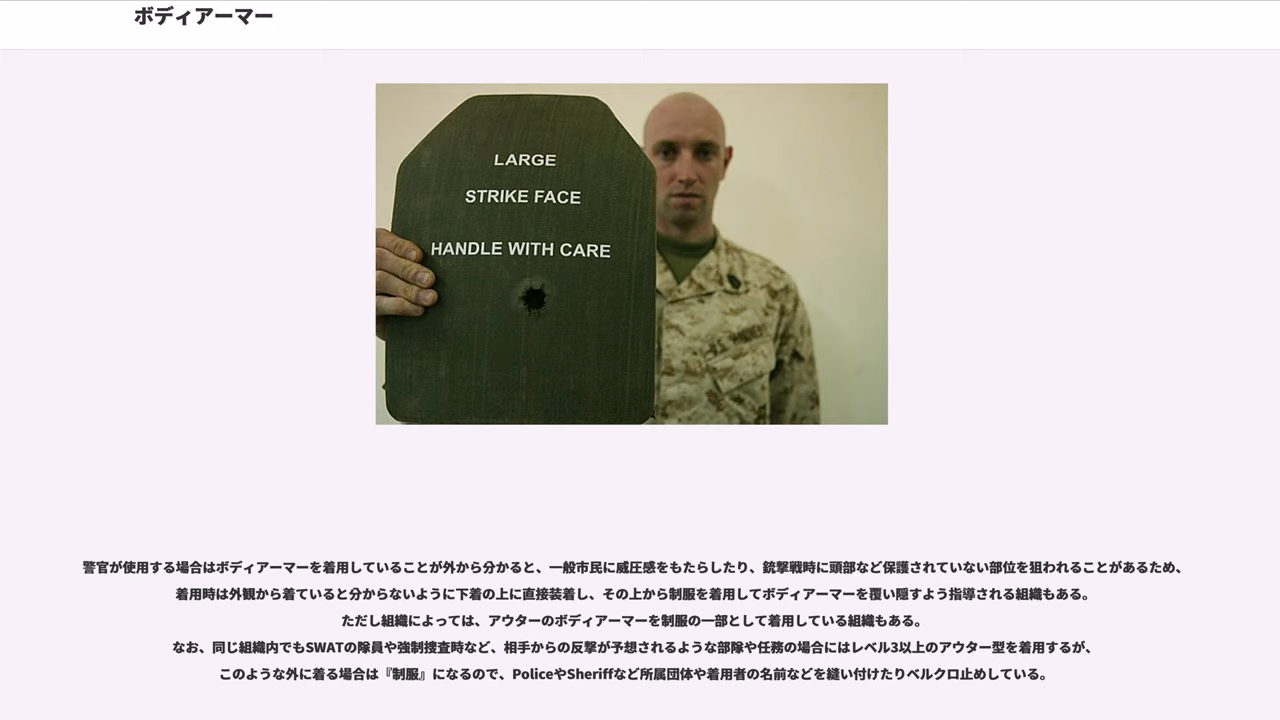 ボディアーマー
LARGE
STRIKE FACE
HANDLE WITH CARE
警官が使用する場合はボディアーマーを着用していることが外から分かると、一般市民に威圧感をもたらしたり、銃撃戦時に頭部など保護されていない部位を狙われることがあるため、
着用時は外観から着ていると分からないように下着の上に直接装着し、その上から制服を着用してボディアーマーを覆い隠すよう指導される組織もある。
ただし組織によっては、アウターのボディアーマーを制服の一部として着用している組織もある。
なお、同じ組織内でもSWATの隊員や強制捜査時など、相手からの反撃が予想されるような部隊や任務の場合にはレベル3以上のアウター型を着用するが、
このような外に着る場合は『制服』になるので、PoliceやSheriffなど所属団体や着用者の名前などを縫い付けたりベルクロ止めしている。